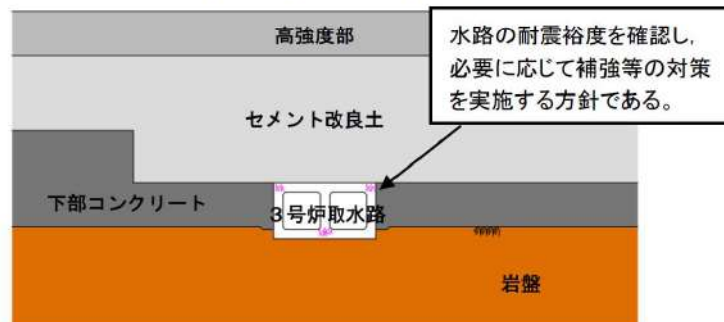 高強度部
水路の耐震裕度を確認し,
必要に応じて補強等の対策
を実施する方針である。
セメント改良土
下部コンクリート
3号炉取水路
岩盤